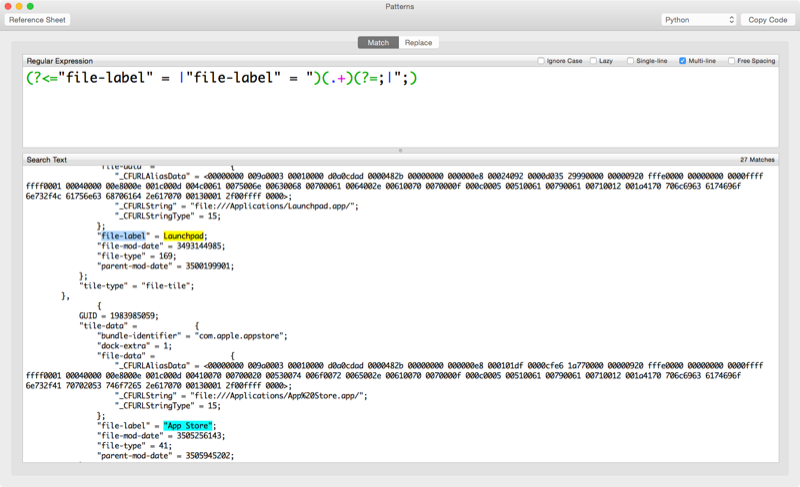 Patterns
Reference Sheet
Python
Copy Code
Match
Replace
Regular Expression
Ignore Case
Lazy
Single-line
Multi-line
Free Spacing
(?<="file-label" = |"file-label" = ")(.+)(?=;|";)
Search Text
27 Matches
"file-data" = {
"_CFURLAliasData" = <00000000 009a0003 00010000 d0a0cdad 0000482b 00000000 000000e8 00024092 0000d035 29990000 00000920 fffe0000 00000000 0000ffff
ffff0001 00040000 00e8000e 001c000d 004c0061 0075006e 00630068 00700061 0064002e 00610070 0070000f 000c0005 00510061 00790061 00710012 001a4170 706c6963 6174696f
6e732f4c 61756e63 68706164 2e617070 00130001 2f00ffff 0000>;
"_CFURLString" = "file:///Applications/Launchpad.app/";
"_CFURLStringType" = 15;
};
"file-label" = Launchpad;
"file-mod-date" = 3493144985;
"file-type" = 169;
"parent-mod-date" = 3500199901;
};
"tile-type" = "file-tile";
},
{
GUID = 1983985059;
"tile-data" = {
"bundle-identifier" = "com.apple.appstore";
"dock-extra" = 1;
"file-data" = {
"_CFURLAliasData" = <00000000 009a0003 00010000 d0a0cdad 0000482b 00000000 000000e8 000101df 0000cfe6 1a770000 00000920 fffe0000 00000000 0000ffff
ffff0001 00040000 00e8000e 001c000d 00410070 00700020 00530074 006f0072 0065002e 00610070 0070000f 000c0005 00510061 00790061 00710012 001a4170 706c6963 6174696f
6e732f41 70702053 746f7265 2e617070 00130001 2f00ffff 0000>;
"_CFURLString" = "file:///Applications/App%20Store.app/";
"_CFURLStringType" = 15;
};
"file-label" = "App Store";
"file-mod-date" = 3505256143;
"file-type" = 41;
"parent-mod-date" = 3505945202;